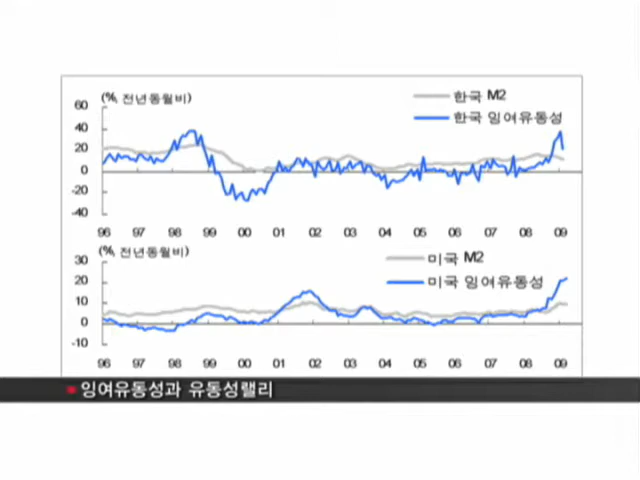 (%, 전년동월비)
한국 M2
한국 잉여유동성
60
40
20
0
-20
-40
96 97 98 99 00 01 02 03 04 05 06 07 08 09
(%, 전년동월비)
미국 M2
미국 잉여유동성
30
20
10
0
-10
96 97 98 99 00 01 02 03 04 05 06 07 08 09
잉여유동성과 유동성랠리